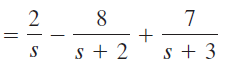 = 2/s − 8/(s + 2) + 7/(s + 3)